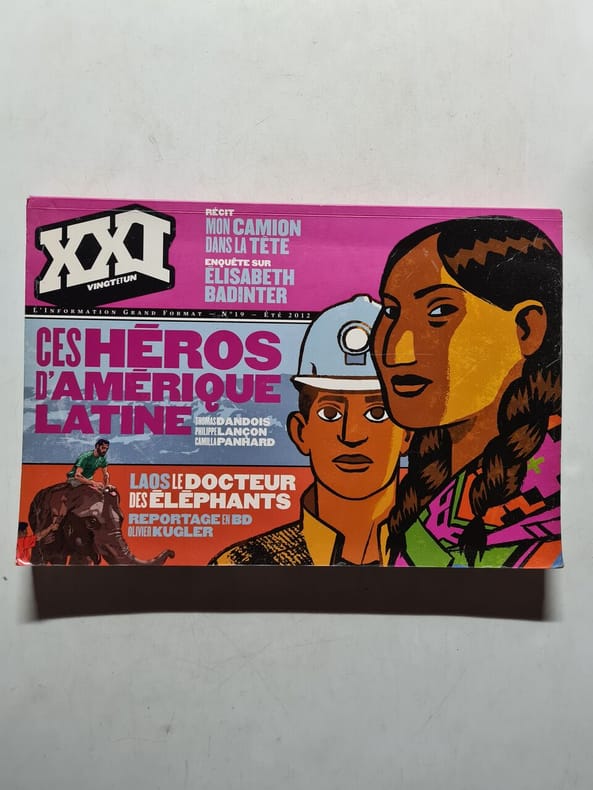 XXI
VINGT ET UN
L'INFORMATION GRAND FORMAT – N°19 – ÉTÉ 2012
RÉCIT
MON CAMION
DANS LA TÊTE
ENQUÊTE SUR
ÉLISABETH
BADINTER
CES HÉROS
D'AMÉRIQUE
LATINE
THOMAS DANDOIS
PHILIPPE LANÇON
CAMILLA PANHARD
LAOS LE DOCTEUR
DES ÉLÉPHANTS
REPORTAGE EN BD
OLIVIER KUGLER